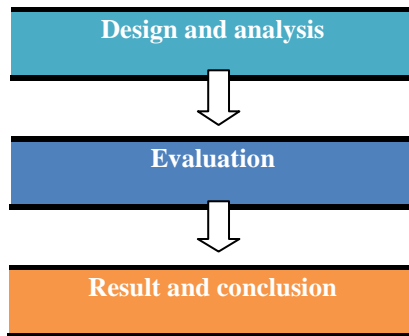 Design and analysis
Evaluation
Result and conclusion